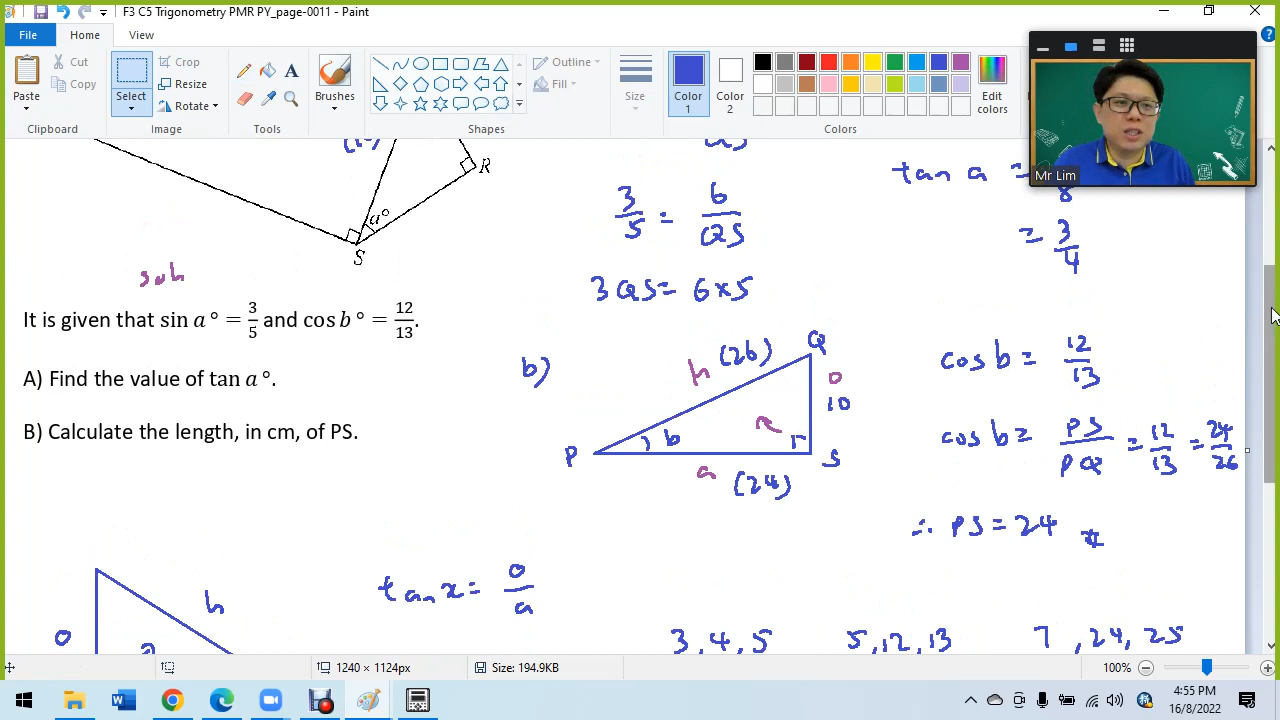 F3 C5 Trigonometry PMR PY_page-0011 - Paint
File
Home
View
Paste
Cut
Copy
Clipboard
Select
Crop
Resize
Rotate
Image
A
Tools
Brushes
Outline
Fill
Shapes
Size
Color 1
Color 2
Edit colors
Colors
Mr Lim
R
a°
S
soh
3/5 = 6/QS
3QS = 6×5
tan a =
8
= 3/4
It is given that sin a° = 3/5 and cos b° = 12/13.
A) Find the value of tan a°.
B) Calculate the length, in cm, of PS.
b)
h
(26)
Q
o
10
P
b
S
a
(24)
cos b = 12/13
cos b = PS/PQ = 12/13 = 24/26
∴ PS = 24
tan x = o/a
h
o
3, 4, 5
5, 12, 13
7, 24, 25
1240 × 1124px
Size: 194.9KB
100%
4:55 PM
16/8/2022